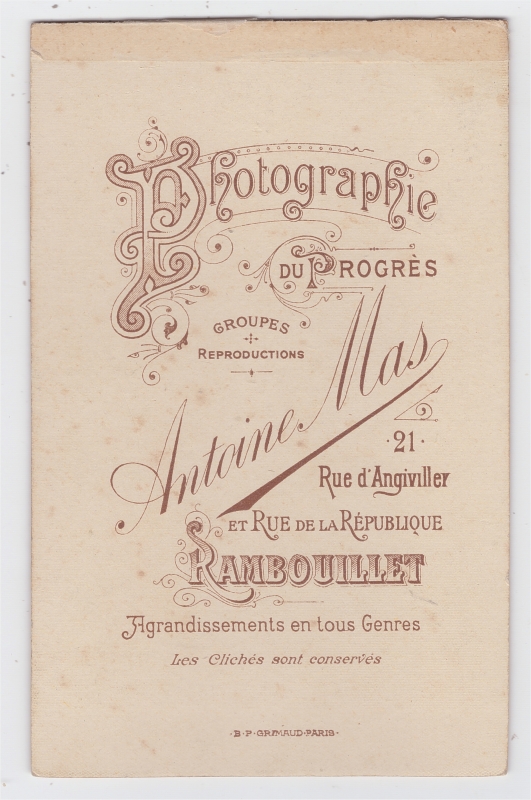 Photographie
DU PROGRÈS
GROUPES
REPRODUCTIONS
Antoine Mas
·21·
Rue d'Angiviller
ET RUE DE LA RÉPUBLIQUE
RAMBOUILLET
Agrandissements en tous Genres
Les Clichés sont conservés
·B·P·GRIMAUD·PARIS·